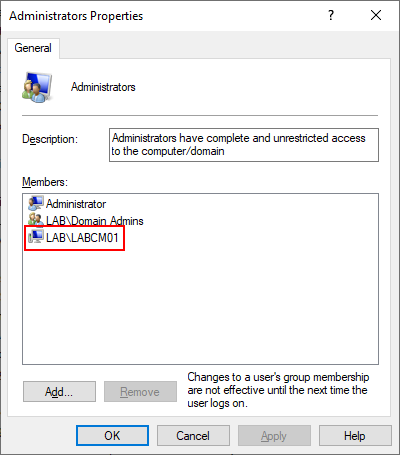 Administrators Properties
General
Administrators
Description:
Administrators have complete and unrestricted access
to the computer/domain
Members:
Administrator
LAB\Domain Admins
LAB\LABCM01
Add...
Remove
Changes to a user's group membership
are not effective until the next time the
user logs on.
OK
Cancel
Apply
Help